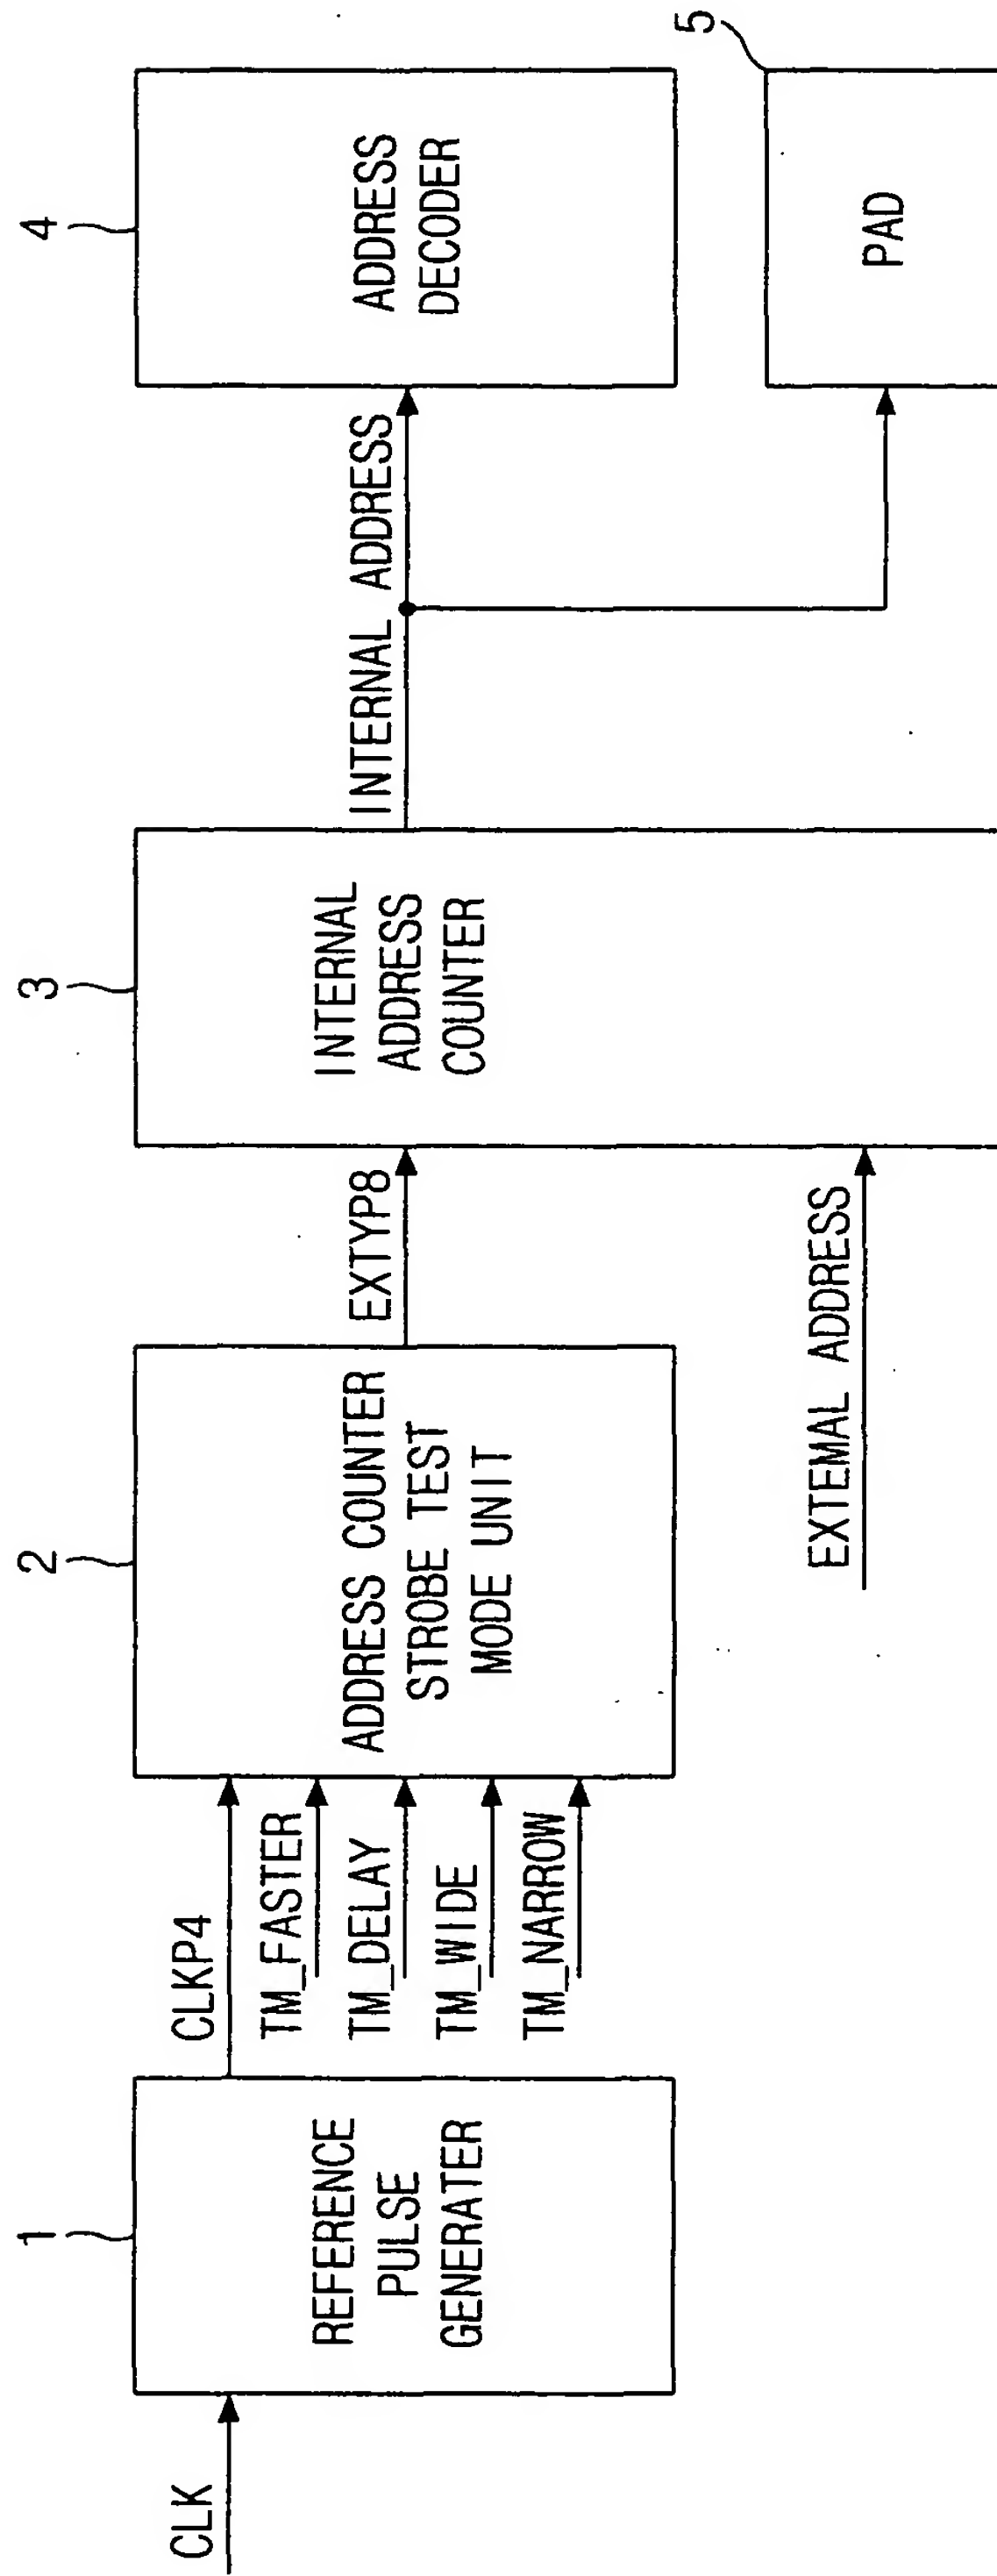 CLK
1
REFERENCE
PULSE
GENERATER
CLKP4
TM_FASTER
TM_DELAY
TM_WIDE
TM_NARROW
2
ADDRESS COUNTER
STROBE TEST
MODE UNIT
EXTYP8
EXTEMAL ADDRESS
3
INTERNAL
ADDRESS
COUNTER
INTERNAL ADDRESS
4
ADDRESS
DECODER
5
PAD